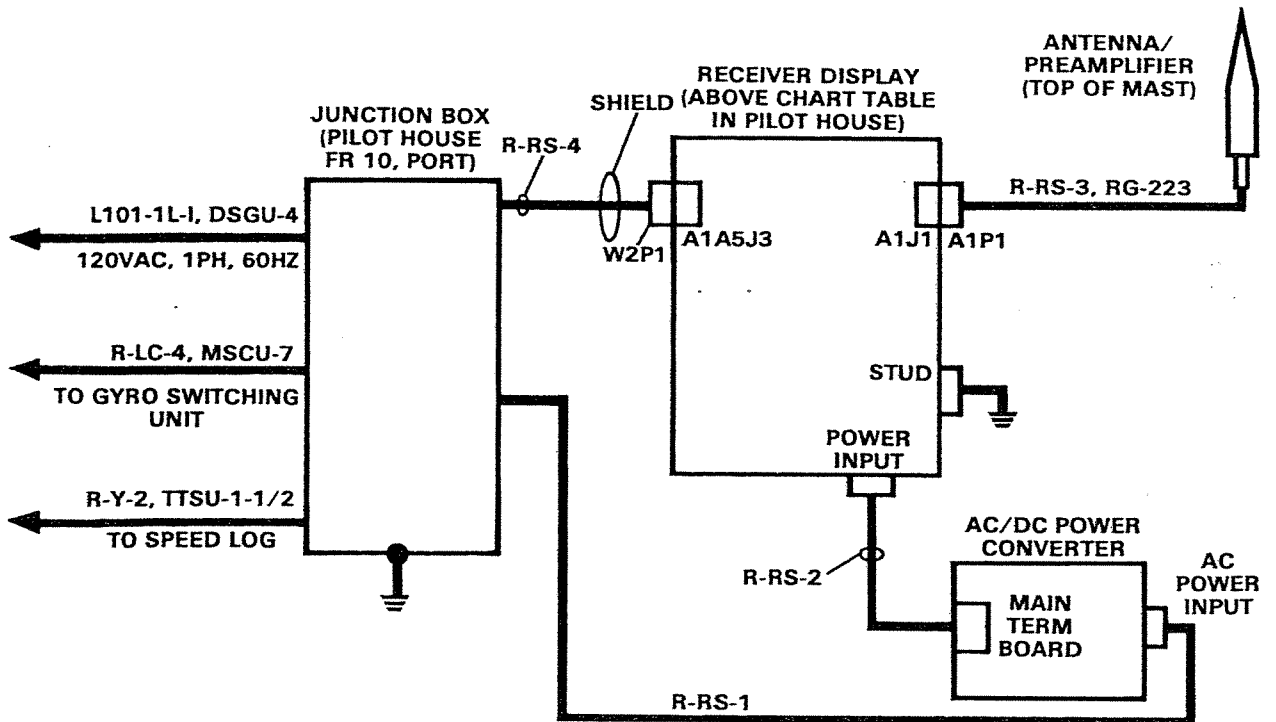 ANTENNA/
PREAMPLIFIER
(TOP OF MAST)
RECEIVER DISPLAY
(ABOVE CHART TABLE
IN PILOT HOUSE)
SHIELD
JUNCTION BOX
(PILOT HOUSE
FR 10, PORT)
R-RS-4
R-RS-3, RG-223
L101-1L-I, DSGU-4
120VAC, 1PH, 60HZ
W2P1
A1A5J3
A1J1
A1P1
R-LC-4, MSCU-7
TO GYRO SWITCHING
UNIT
STUD
POWER
INPUT
R-Y-2, TTSU-1-1/2
TO SPEED LOG
AC/DC POWER
CONVERTER
R-RS-2
AC
POWER
INPUT
MAIN
TERM
BOARD
R-RS-1